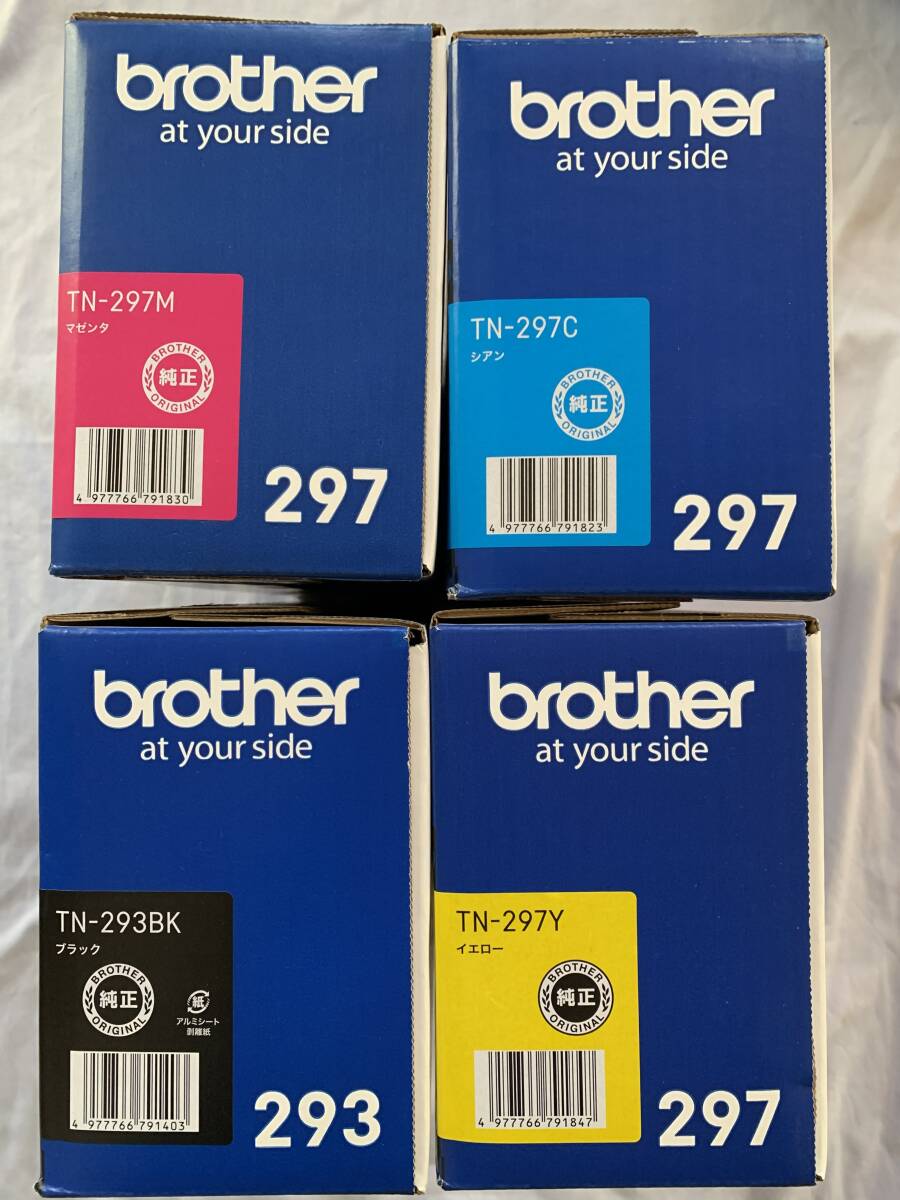 brother
at your side
TN-297M
マゼンタ
BROTHER
純正
ORIGINAL
4 977766 791830
297
brother
at your side
TN-297C
シアン
BROTHER
純正
ORIGINAL
4 977766 791823
297
brother
at your side
TN-293BK
ブラック
BROTHER
純正
ORIGINAL
紙
アルミシート
剥離紙
4 977766 791403
293
brother
at your side
TN-297Y
イエロー
BROTHER
純正
ORIGINAL
4 977766 791847
297